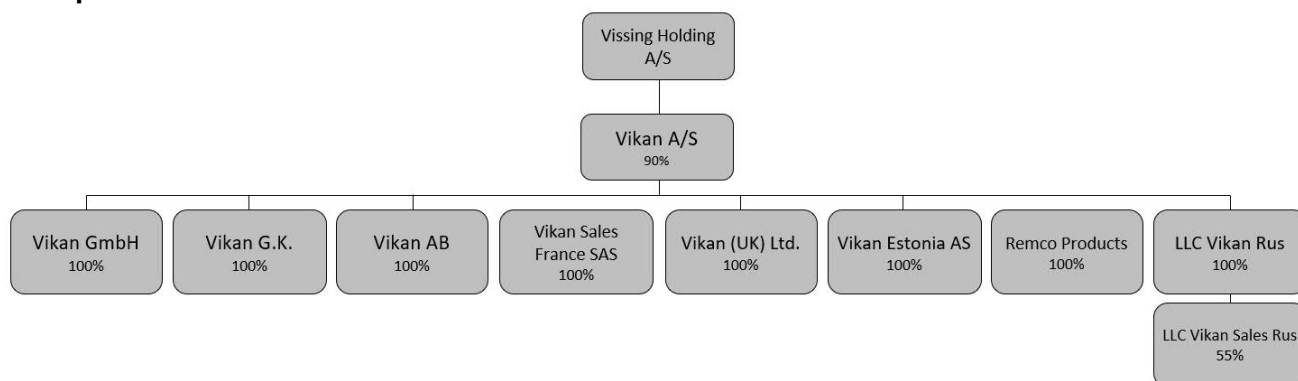 Vissing Holding
A/S
Vikan A/S
90%
Vikan GmbH
100%
Vikan G.K.
100%
Vikan AB
100%
Vikan Sales
France SAS
100%
Vikan (UK) Ltd.
100%
Vikan Estonia AS
100%
Remco Products
100%
LLC Vikan Rus
100%
LLC Vikan Sales Rus
55%